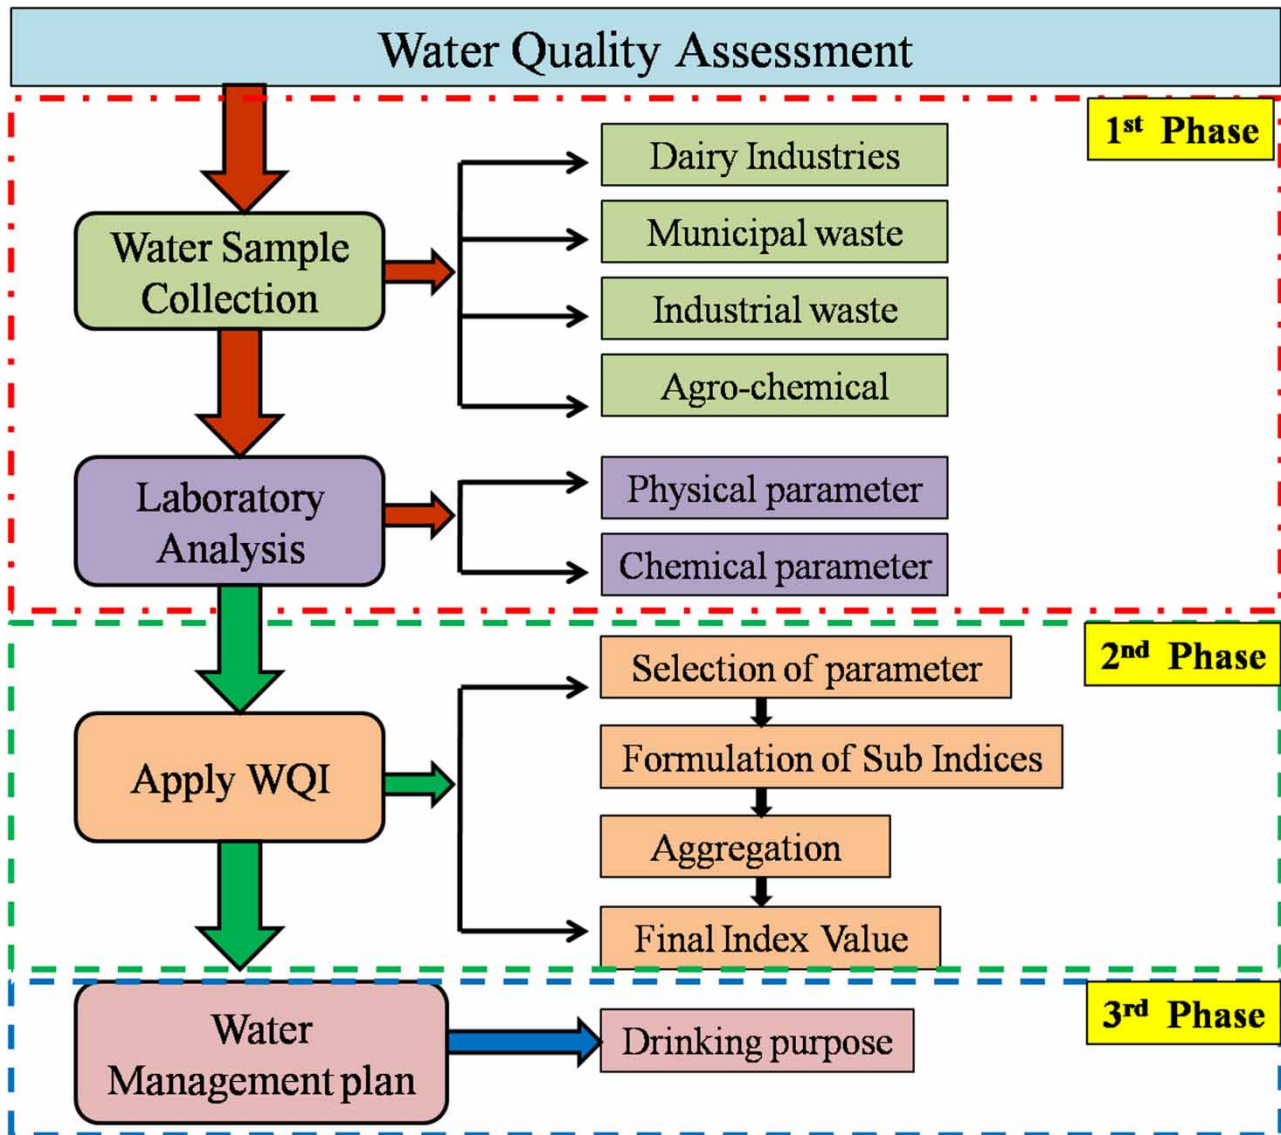 Water Quality Assessment
1st Phase
Water Sample
Collection
Dairy Industries
Municipal waste
Industrial waste
Agro-chemical
Laboratory
Analysis
Physical parameter
Chemical parameter
2nd Phase
Apply WQI
Selection of parameter
Formulation of Sub Indices
Aggregation
Final Index Value
3rd Phase
Water
Management plan
Drinking purpose